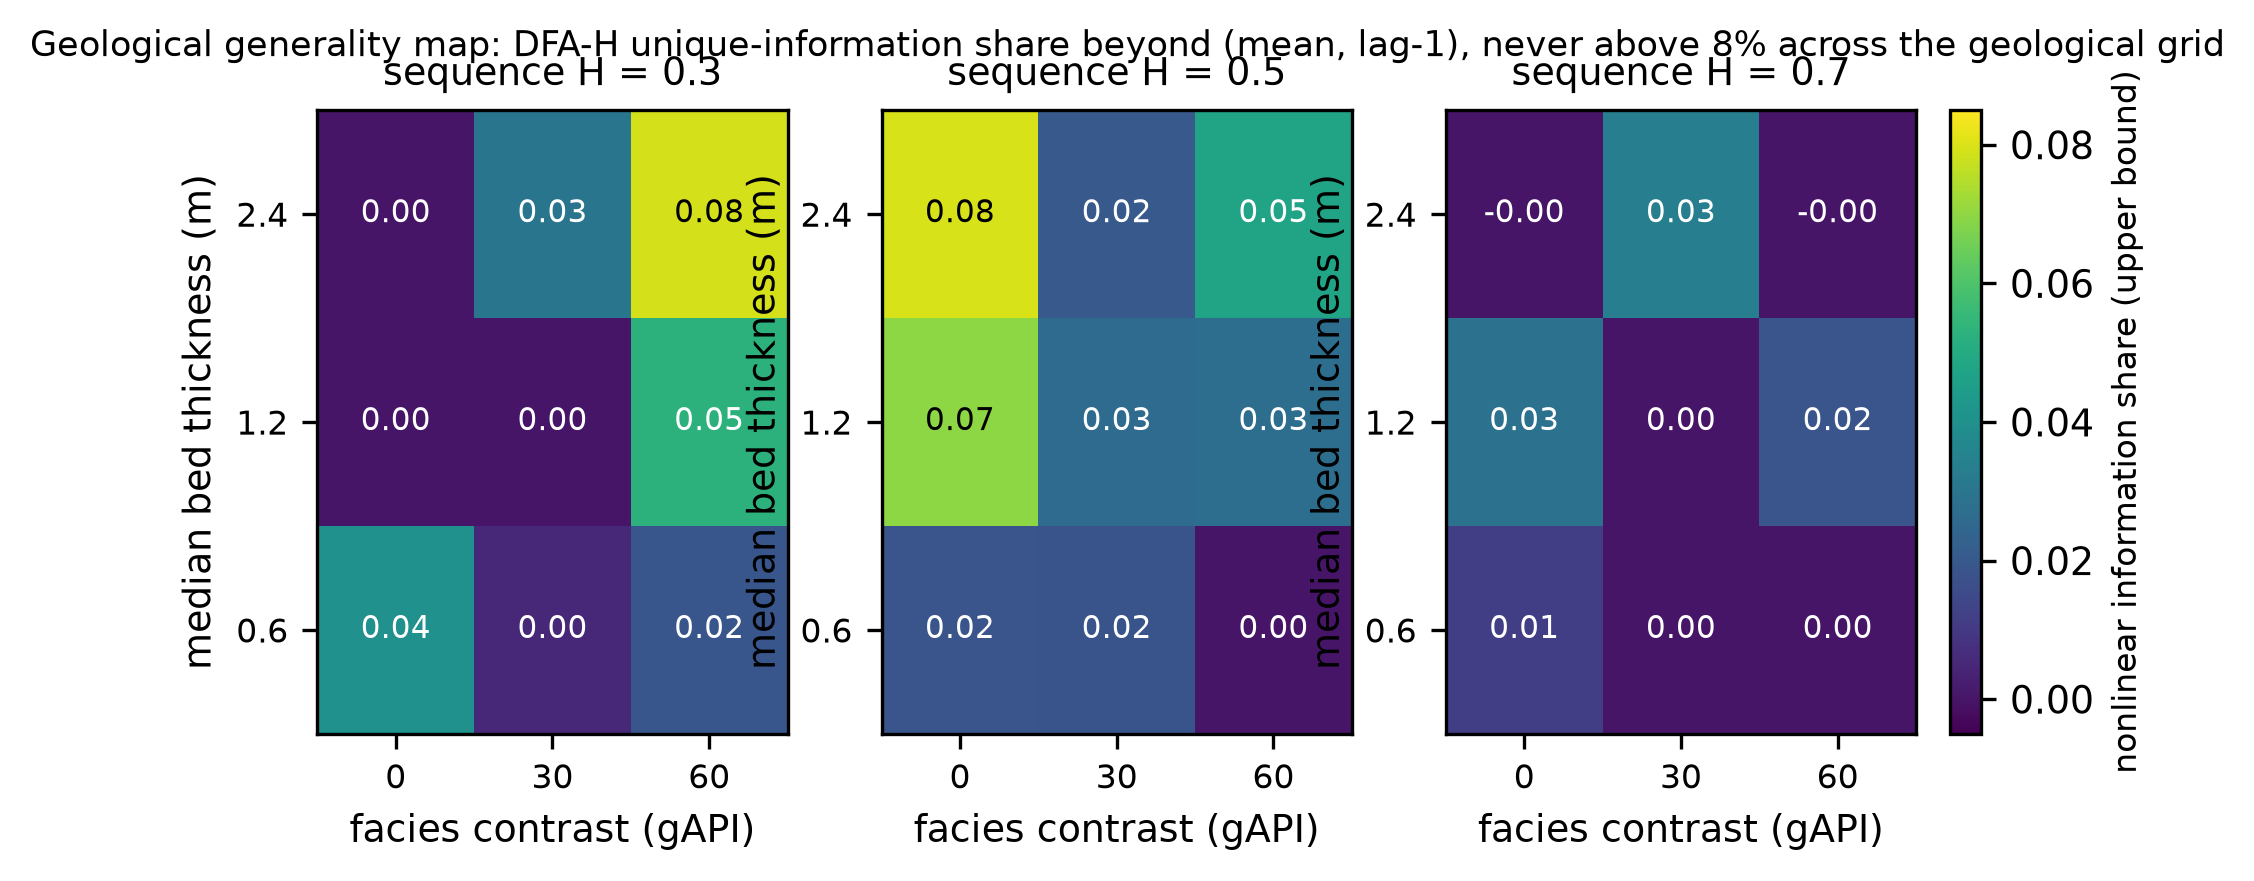 Geological generality map: DFA-H unique-information share beyond (mean, lag-1), never above 8% across the geological grid
sequence H = 0.3
median bed thickness (m)
2.4
1.2
0.6
0.00 0.03 0.08
0.00 0.00 0.05
0.04 0.00 0.02
0 30 60
facies contrast (gAPI)
sequence H = 0.5
median bed thickness (m)
2.4
1.2
0.6
0.08 0.02 0.05
0.07 0.03 0.03
0.02 0.02 0.00
0 30 60
facies contrast (gAPI)
sequence H = 0.7
median bed thickness (m)
2.4
1.2
0.6
-0.00 0.03 -0.00
0.03 0.00 0.02
0.01 0.00 0.00
0 30 60
facies contrast (gAPI)
0.08
0.06
0.04
0.02
0.00
nonlinear information share (upper bound)